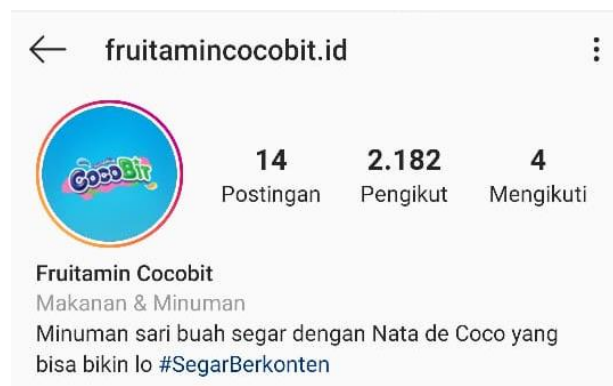 fruitamincocobit.id
CocoBit
14 2.182 4
Postingan Pengikut Mengikuti
Fruitamin Cocobit
Makanan & Minuman
Minuman sari buah segar dengan Nata de Coco yang
bisa bikin lo #SegarBerkonten